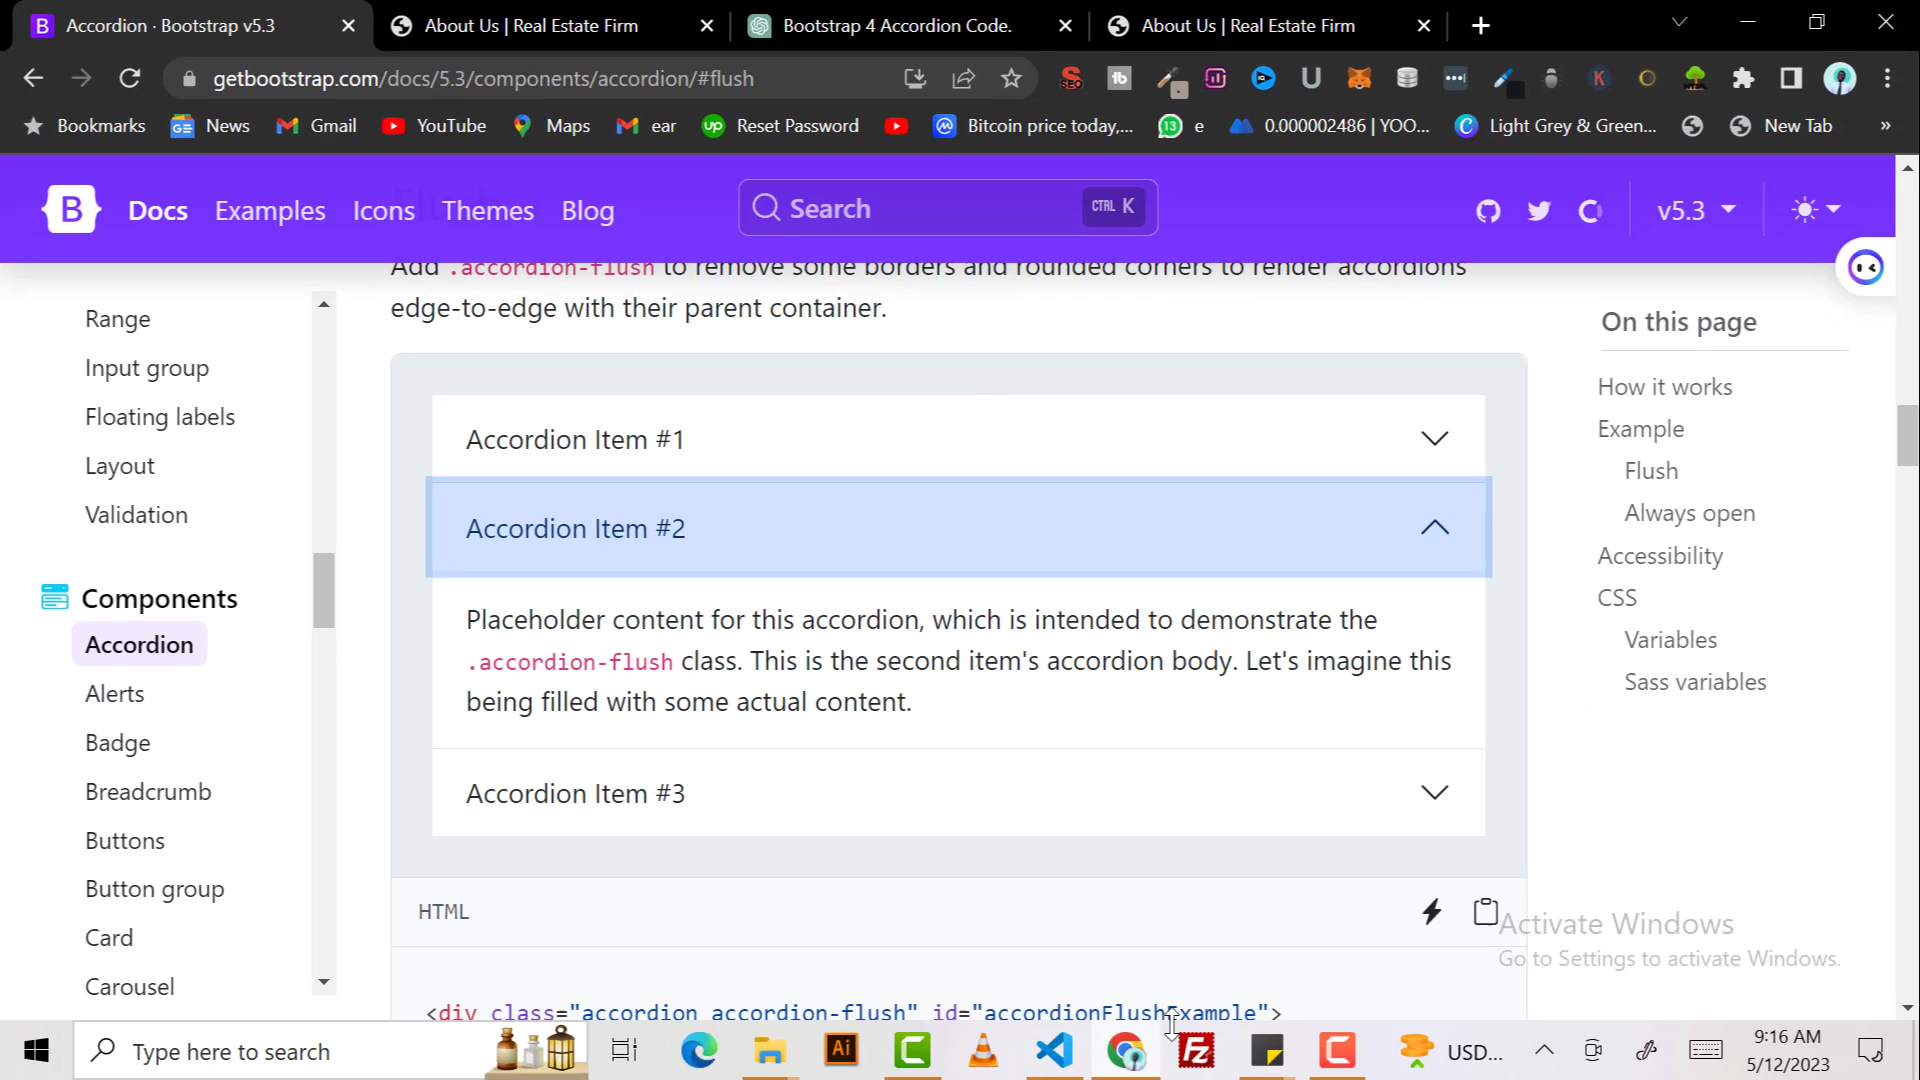 Accordion · Bootstrap v5.3
About Us | Real Estate Firm
Bootstrap 4 Accordion Code.
About Us | Real Estate Firm
getbootstrap.com/docs/5.3/components/accordion/#flush
Bookmarks
News
Gmail
YouTube
Maps
ear
Reset Password
Bitcoin price today,...
e
0.000002486 | YOO...
Light Grey & Green...
New Tab
»
Docs
Examples
Icons
Themes
Blog
Search
CTRL K
v5.3
Add .accordion-flush to remove some borders and rounded corners to render accordions
edge-to-edge with their parent container.
Range
Input group
Floating labels
Layout
Validation
Components
Accordion
Alerts
Badge
Breadcrumb
Buttons
Button group
Card
Carousel
Accordion Item #1
Accordion Item #2
Placeholder content for this accordion, which is intended to demonstrate the
.accordion-flush class. This is the second item's accordion body. Let's imagine this
being filled with some actual content.
Accordion Item #3
HTML
<div class="accordion accordion-flush" id="accordionFlushExample">
On this page
How it works
Example
Flush
Always open
Accessibility
CSS
Variables
Sass variables
Activate Windows
Go to Settings to activate Windows.
Type here to search
Ai
Fz
USD...
9:16 AM
5/12/2023